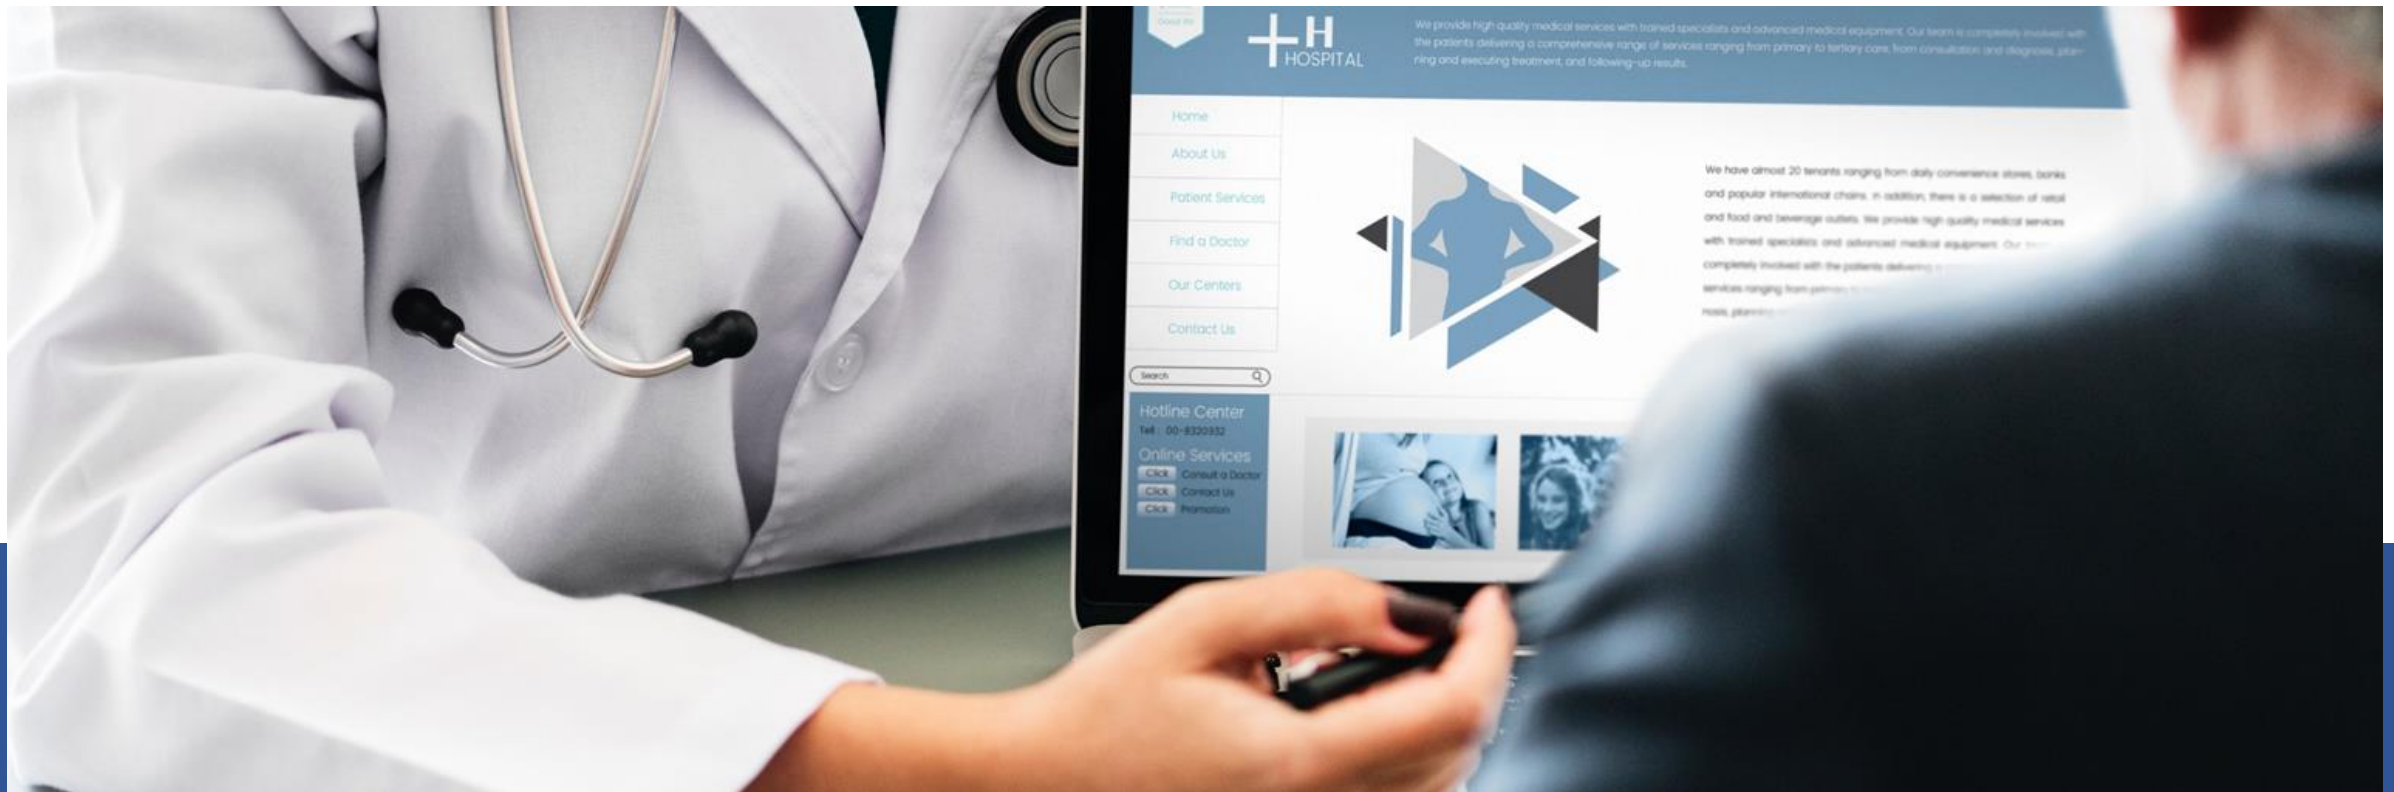 Good life
H
HOSPITAL
We provide high quality medical services with trained specialists and advanced medical equipment. Our team is completely involved with
the patients delivering a comprehensive range of services ranging from primary to tertiary care, from consultation and diagnosis, plan-
ning and executing treatment, and following-up results.
Home
About Us
Patient Services
Find a Doctor
Our Centers
Contact Us
Search
Hotline Center
Tell : 00-8320932
Online Services
Click Consult a Doctor
Click Contact Us
Click Promotion
We have almost 20 tenants ranging from daily convenience stores, banks
and popular international chains. In addition, there is a selection of retail
and food and beverage outlets. We provide high quality medical services
with trained specialists and advanced medical equipment. Our
completely involved with the patients delivering
services ranging from primary
nosis, planning